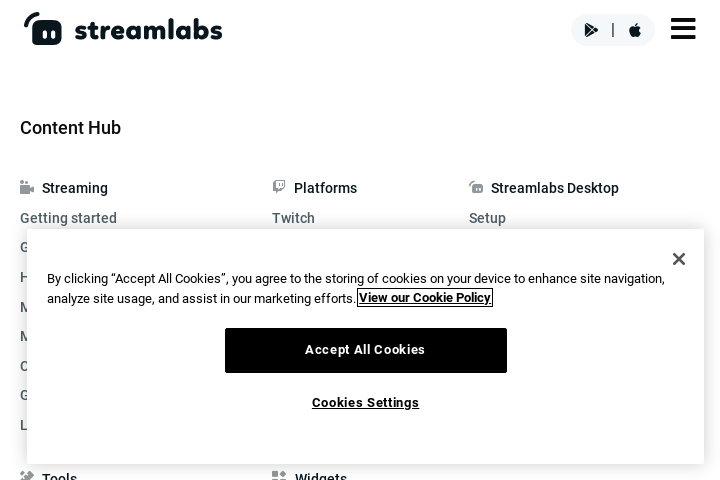 streamlabs
|
Content Hub
Streaming
Platforms
Streamlabs Desktop
Getting started
Twitch
Setup
By clicking “Accept All Cookies”, you agree to the storing of cookies on your device to enhance site navigation,
analyze site usage, and assist in our marketing efforts. View our Cookie Policy
Accept All Cookies
Cookies Settings
Tools
Widgets